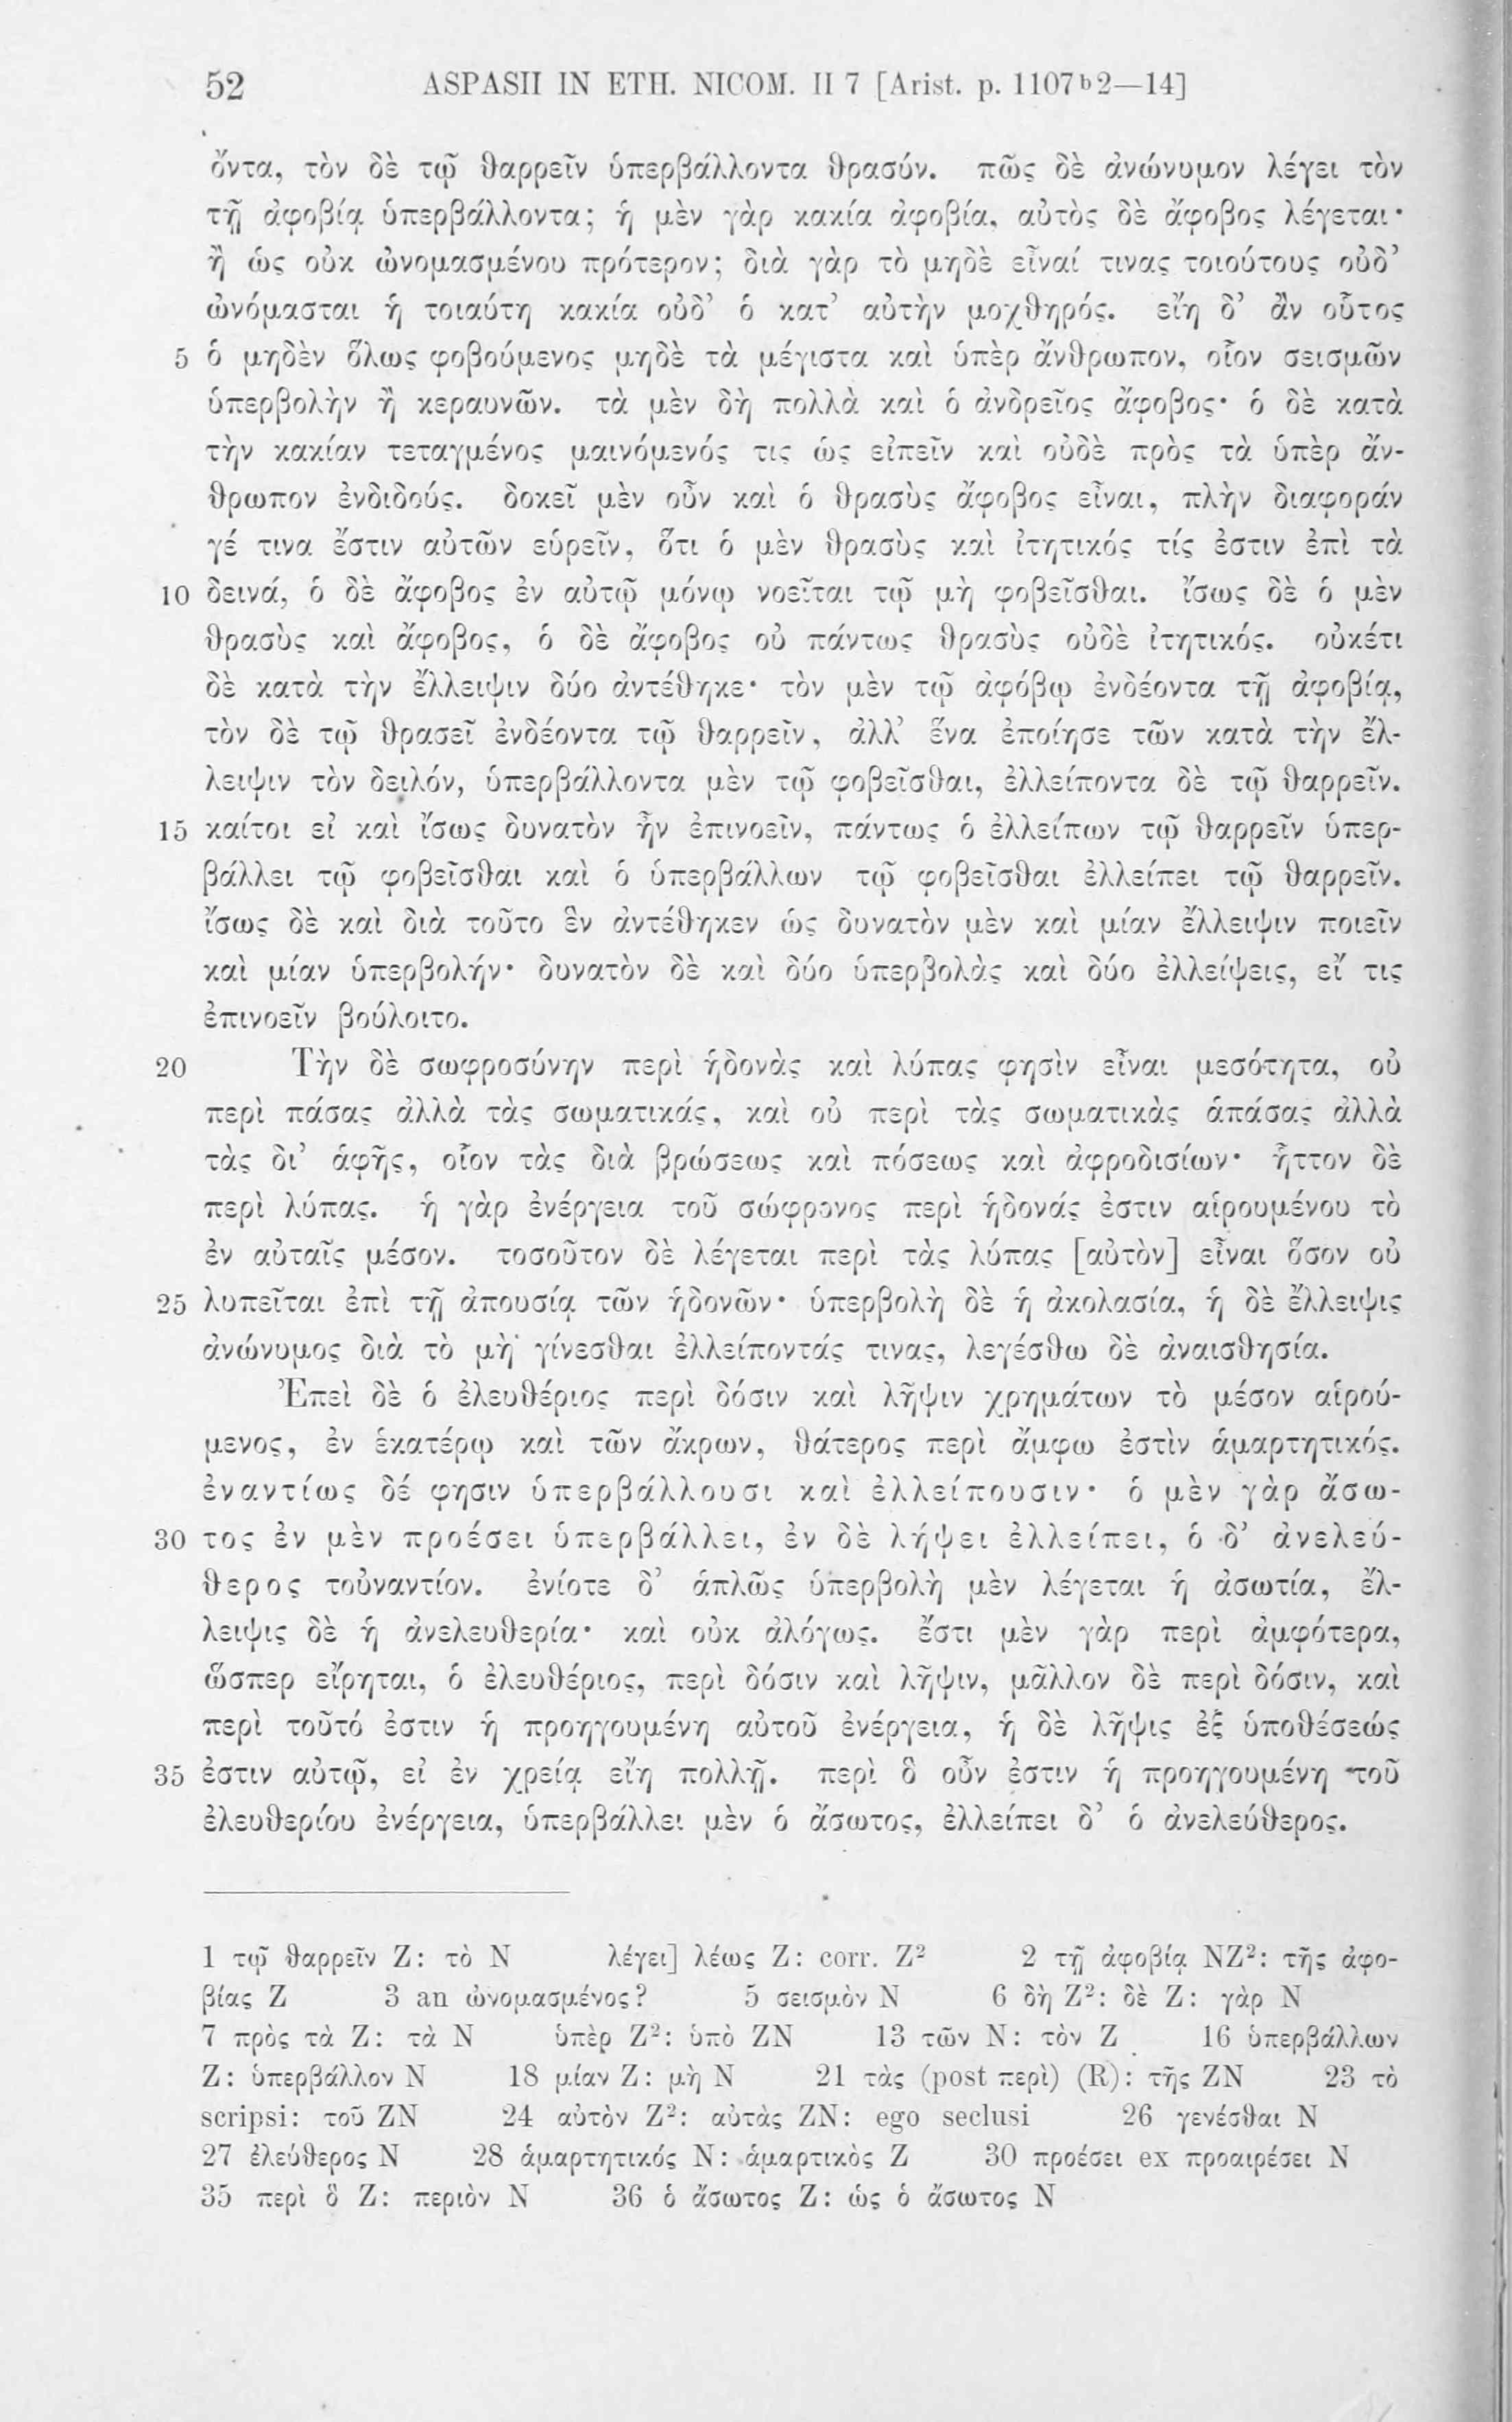 52 ASPASII IN ETH. NICOM. II 7 [Arist. p. 1107ᵇ2—14]
ὄντα, τὸν δὲ τῷ θαρρεῖν ὑπερβάλλοντα θρασύν. πῶς δὲ ἀνώνυμον λέγει τὸν
τῇ ἀφοβίᾳ ὑπερβάλλοντα; ἡ μὲν γὰρ κακία ἀφοβία, αὐτὸς δὲ ἄφοβος λέγεται·
ἢ ὡς οὐκ ὠνομασμένου πρότερον; διὰ γὰρ τὸ μηδὲ εἶναί τινας τοιούτους οὐδ’
ὠνόμασται ἡ τοιαύτη κακία οὐδ’ ὁ κατ’ αὐτὴν μοχθηρός. εἴη δ’ ἂν οὗτος
5 ὁ μηδὲν ὅλως φοβούμενος μηδὲ τὰ μέγιστα καὶ ὑπὲρ ἄνθρωπον, οἷον σεισμῶν
ὑπερβολὴν ἢ κεραυνῶν. τὰ μὲν δὴ πολλὰ καὶ ὁ ἀνδρεῖος ἄφοβος· ὁ δὲ κατὰ
τὴν κακίαν τεταγμένος μαινόμενός τις ὡς εἰπεῖν καὶ οὐδὲ πρὸς τὰ ὑπὲρ ἄν-
θρωπον ἐνδιδούς. δοκεῖ μὲν οὖν καὶ ὁ θρασὺς ἄφοβος εἶναι, πλὴν διαφοράν
γέ τινα ἔστιν αὐτῶν εὑρεῖν, ὅτι ὁ μὲν θρασὺς καὶ ἰτητικός τίς ἐστιν ἐπὶ τὰ
10 δεινά, ὁ δὲ ἄφοβος ἐν αὐτῷ μόνῳ νοεῖται τῷ μὴ φοβεῖσθαι. ἴσως δὲ ὁ μὲν
θρασὺς καὶ ἄφοβος, ὁ δὲ ἄφοβος οὐ πάντως θρασὺς οὐδὲ ἰτητικός. οὐκέτι
δὲ κατὰ τὴν ἔλλειψιν δύο ἀντέθηκε· τὸν μὲν τῷ ἀφόβῳ ἐνδέοντα τῇ ἀφοβίᾳ,
τὸν δὲ τῷ θρασεῖ ἐνδέοντα τῷ θαρρεῖν, ἀλλ’ ἕνα ἐποίησε τῶν κατὰ τὴν ἔλ-
λειψιν τὸν δειλόν, ὑπερβάλλοντα μὲν τῷ φοβεῖσθαι, ἐλλείποντα δὲ τῷ θαρρεῖν.
15 καίτοι εἰ καὶ ἴσως δυνατὸν ἦν ἐπινοεῖν, πάντως ὁ ἐλλείπων τῷ θαρρεῖν ὑπερ-
βάλλει τῷ φοβεῖσθαι καὶ ὁ ὑπερβάλλων τῷ φοβεῖσθαι ἐλλείπει τῷ θαρρεῖν.
ἴσως δὲ καὶ διὰ τοῦτο ἓν ἀντέθηκεν ὡς δυνατὸν μὲν καὶ μίαν ἔλλειψιν ποιεῖν
καὶ μίαν ὑπερβολήν· δυνατὸν δὲ καὶ δύο ὑπερβολὰς καὶ δύο ἐλλείψεις, εἴ τις
ἐπινοεῖν βούλοιτο.
20 Τὴν δὲ σωφροσύνην περὶ ἡδονὰς καὶ λύπας φησὶν εἶναι μεσότητα, οὐ
περὶ πάσας ἀλλὰ τὰς σωματικάς, καὶ οὐ περὶ τὰς σωματικὰς ἁπάσας ἀλλὰ
τὰς δι’ ἁφῆς, οἷον τὰς διὰ βρώσεως καὶ πόσεως καὶ ἀφροδισίων· ἧττον δὲ
περὶ λύπας. ἡ γὰρ ἐνέργεια τοῦ σώφρονος περὶ ἡδονάς ἐστιν αἱρουμένου τὸ
ἐν αὐταῖς μέσον. τοσοῦτον δὲ λέγεται περὶ τὰς λύπας [αὐτὸν] εἶναι ὅσον οὐ
25 λυπεῖται ἐπὶ τῇ ἀπουσίᾳ τῶν ἡδονῶν· ὑπερβολὴ δὲ ἡ ἀκολασία, ἡ δὲ ἔλλειψις
ἀνώνυμος διὰ τὸ μὴ γίνεσθαι ἐλλείποντάς τινας, λεγέσθω δὲ ἀναισθησία.
Ἐπεὶ δὲ ὁ ἐλευθέριος περὶ δόσιν καὶ λῆψιν χρημάτων τὸ μέσον αἱρού-
μενος, ἐν ἑκατέρῳ καὶ τῶν ἄκρων, θάτερος περὶ ἄμφω ἐστὶν ἁμαρτητικός.
ἐναντίως δέ φησιν ὑπερβάλλουσι καὶ ἐλλείπουσιν· ὁ μὲν γὰρ ἄσω-
30 τος ἐν μὲν προέσει ὑπερβάλλει, ἐν δὲ λήψει ἐλλείπει, ὁ δ’ ἀνελεύ-
θερος τοὐναντίον. ἐνίοτε δ’ ἁπλῶς ὑπερβολὴ μὲν λέγεται ἡ ἀσωτία, ἔλ-
λειψις δὲ ἡ ἀνελευθερία· καὶ οὐκ ἀλόγως. ἔστι μὲν γὰρ περὶ ἀμφότερα,
ὥσπερ εἴρηται, ὁ ἐλευθέριος, περὶ δόσιν καὶ λῆψιν, μᾶλλον δὲ περὶ δόσιν, καὶ
περὶ τοῦτό ἐστιν ἡ προηγουμένη αὐτοῦ ἐνέργεια, ἡ δὲ λῆψις ἐξ ὑποθέσεώς
35 ἐστιν αὐτῷ, εἰ ἐν χρείᾳ εἴη πολλῇ. περὶ ὃ οὖν ἐστιν ἡ προηγουμένη τοῦ
ἐλευθερίου ἐνέργεια, ὑπερβάλλει μὲν ὁ ἄσωτος, ἐλλείπει δ’ ὁ ἀνελεύθερος.
1 τῷ θαρρεῖν Z: τὸ N λέγει] λέως Z: corr. Z² 2 τῇ ἀφοβίᾳ NZ²: τῆς ἀφο-
βίας Z 3 an ὠνομασμένος? 5 σεισμὸν N 6 δὴ Z²: δὲ Z: γὰρ N
7 πρὸς τὰ Z: τὰ N ὑπὲρ Z²: ὑπὸ ZN 13 τῶν N: τὸν Z 16 ὑπερβάλλων
Z: ὑπερβάλλον N 18 μίαν Z: μὴ N 21 τὰς (post περὶ) (R): τῆς ZN 23 τὸ
scripsi: τοῦ ZN 24 αὐτὸν Z²: αὐτὰς ZN: ego seclusi 26 γενέσθαι N
27 ἐλεύθερος N 28 ἁμαρτητικός N: ἁμαρτικὸς Z 30 προέσει ex προαιρέσει N
35 περὶ ὃ Z: περιὸν N 36 ὁ ἄσωτος Z: ὡς ὁ ἄσωτος N